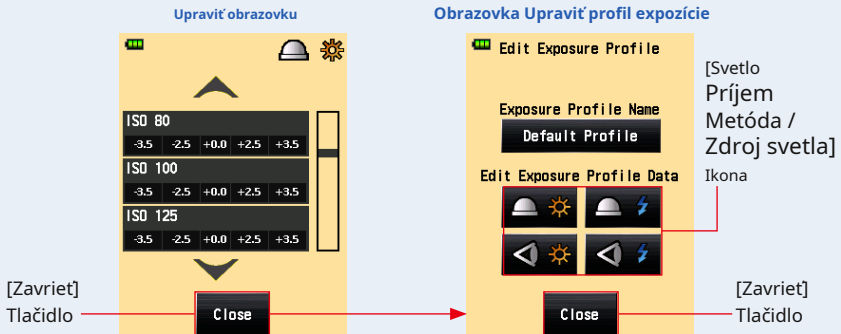 Upraviť obrazovku
ISO 80
-3.5 -2.5 +0.0 +2.5 +3.5
ISO 100
-3.5 -2.5 +0.0 +2.5 +3.5
ISO 125
-3.5 -2.5 +0.0 +2.5 +3.5
Close
[Zavrieť]
Tlačidlo
Obrazovka Upraviť profil expozície
Edit Exposure Profile
Exposure Profile Name
Default Profile
Edit Exposure Profile Data
Close
[Svetlo
Príjem
Metóda /
Zdroj svetla]
Ikona
[Zavrieť]
Tlačidlo